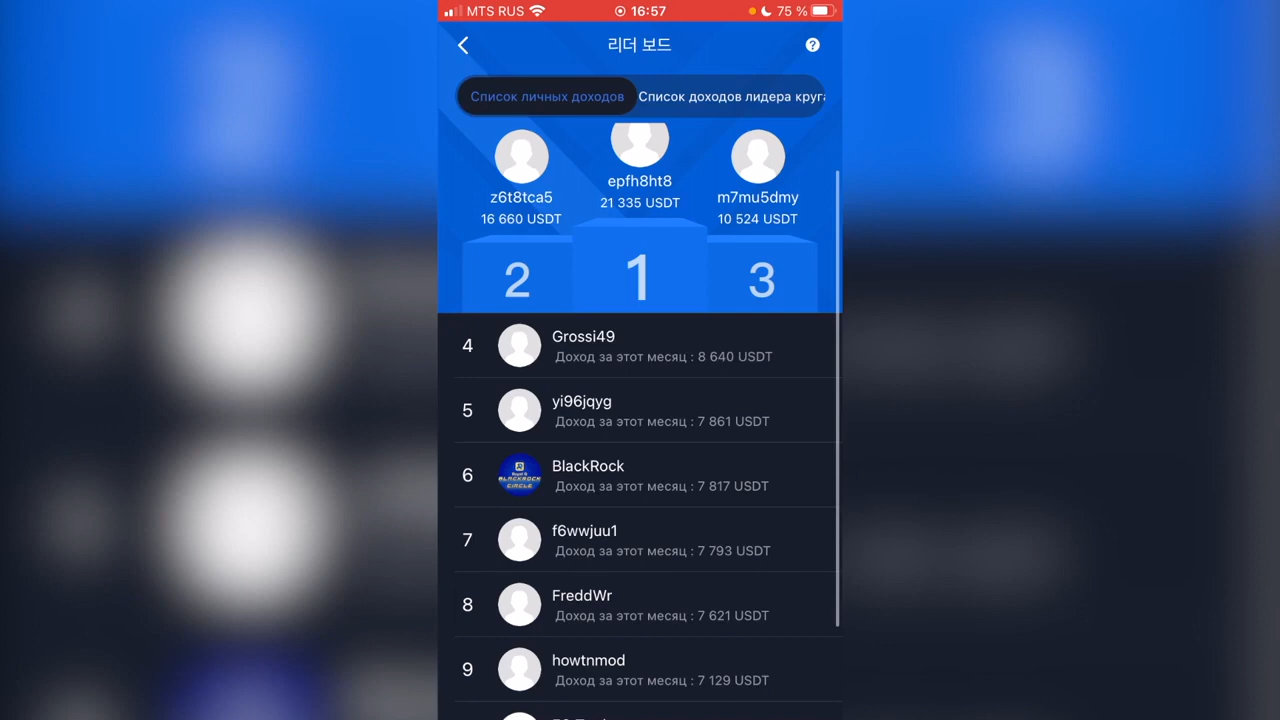 MTS RUS 16:57 75 %
리더 보드
Список личных доходов Список доходов лидера круга
epfh8ht8
21 335 USDT
z6t8tca5
16 660 USDT
m7mu5dmy
10 524 USDT
2 1 3
4 Grossi49
Доход за этот месяц : 8 640 USDT
5 yi96jqyg
Доход за этот месяц : 7 861 USDT
6 BlackRock
BLACKROCK
CIRCLE
Доход за этот месяц : 7 817 USDT
7 f6wwjuu1
Доход за этот месяц : 7 793 USDT
8 FreddWr
Доход за этот месяц : 7 621 USDT
9 howtnmod
Доход за этот месяц : 7 129 USDT